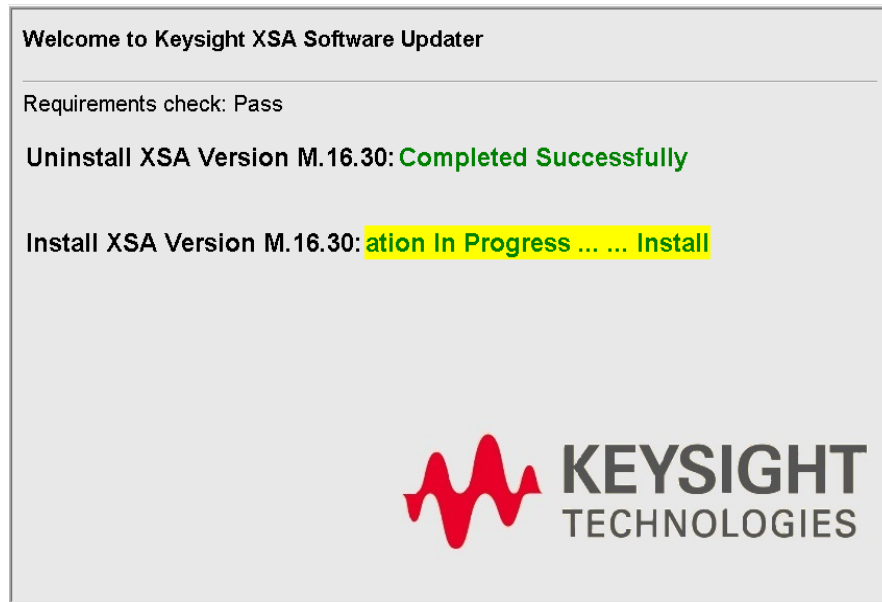 Welcome to Keysight XSA Software Updater
Requirements check: Pass
Uninstall XSA Version M.16.30: Completed Successfully
Install XSA Version M.16.30: ation In Progress ... ... Install
KEYSIGHT
TECHNOLOGIES